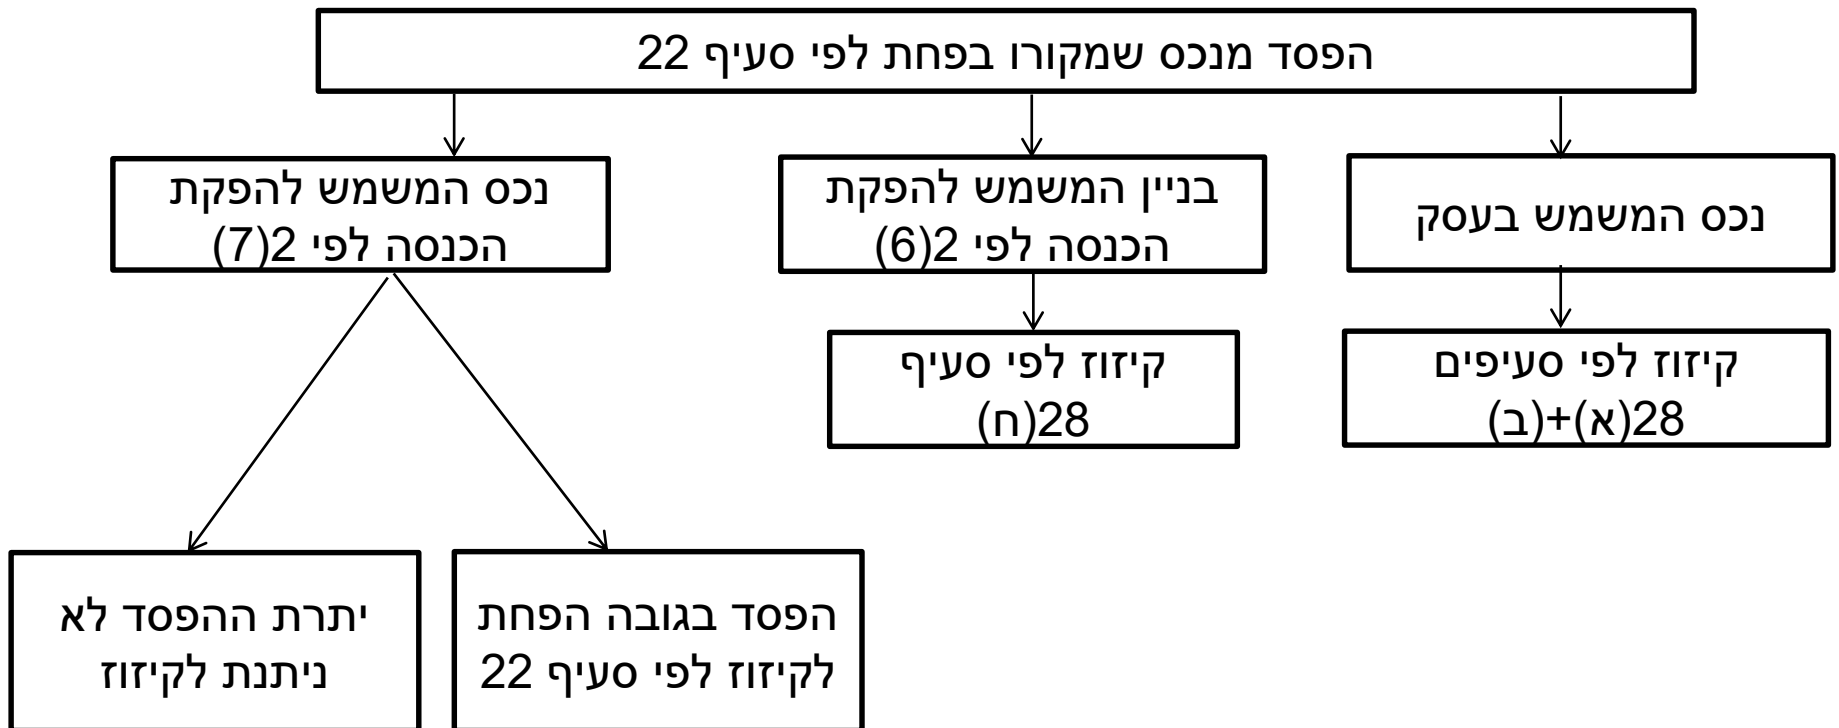 הפסד מנכס שמקורו בפחת לפי סעיף 22
נכס המשמש בעסק
בניין המשמש להפקת
הכנסה לפי 2(6)
נכס המשמש להפקת
הכנסה לפי 2(7)
קיזוז לפי סעיפים
28(א)+(ב)
קיזוז לפי סעיף
28(ח)
הפסד בגובה הפחת
לקיזוז לפי סעיף 22
יתרת ההפסד לא
ניתנת לקיזוז